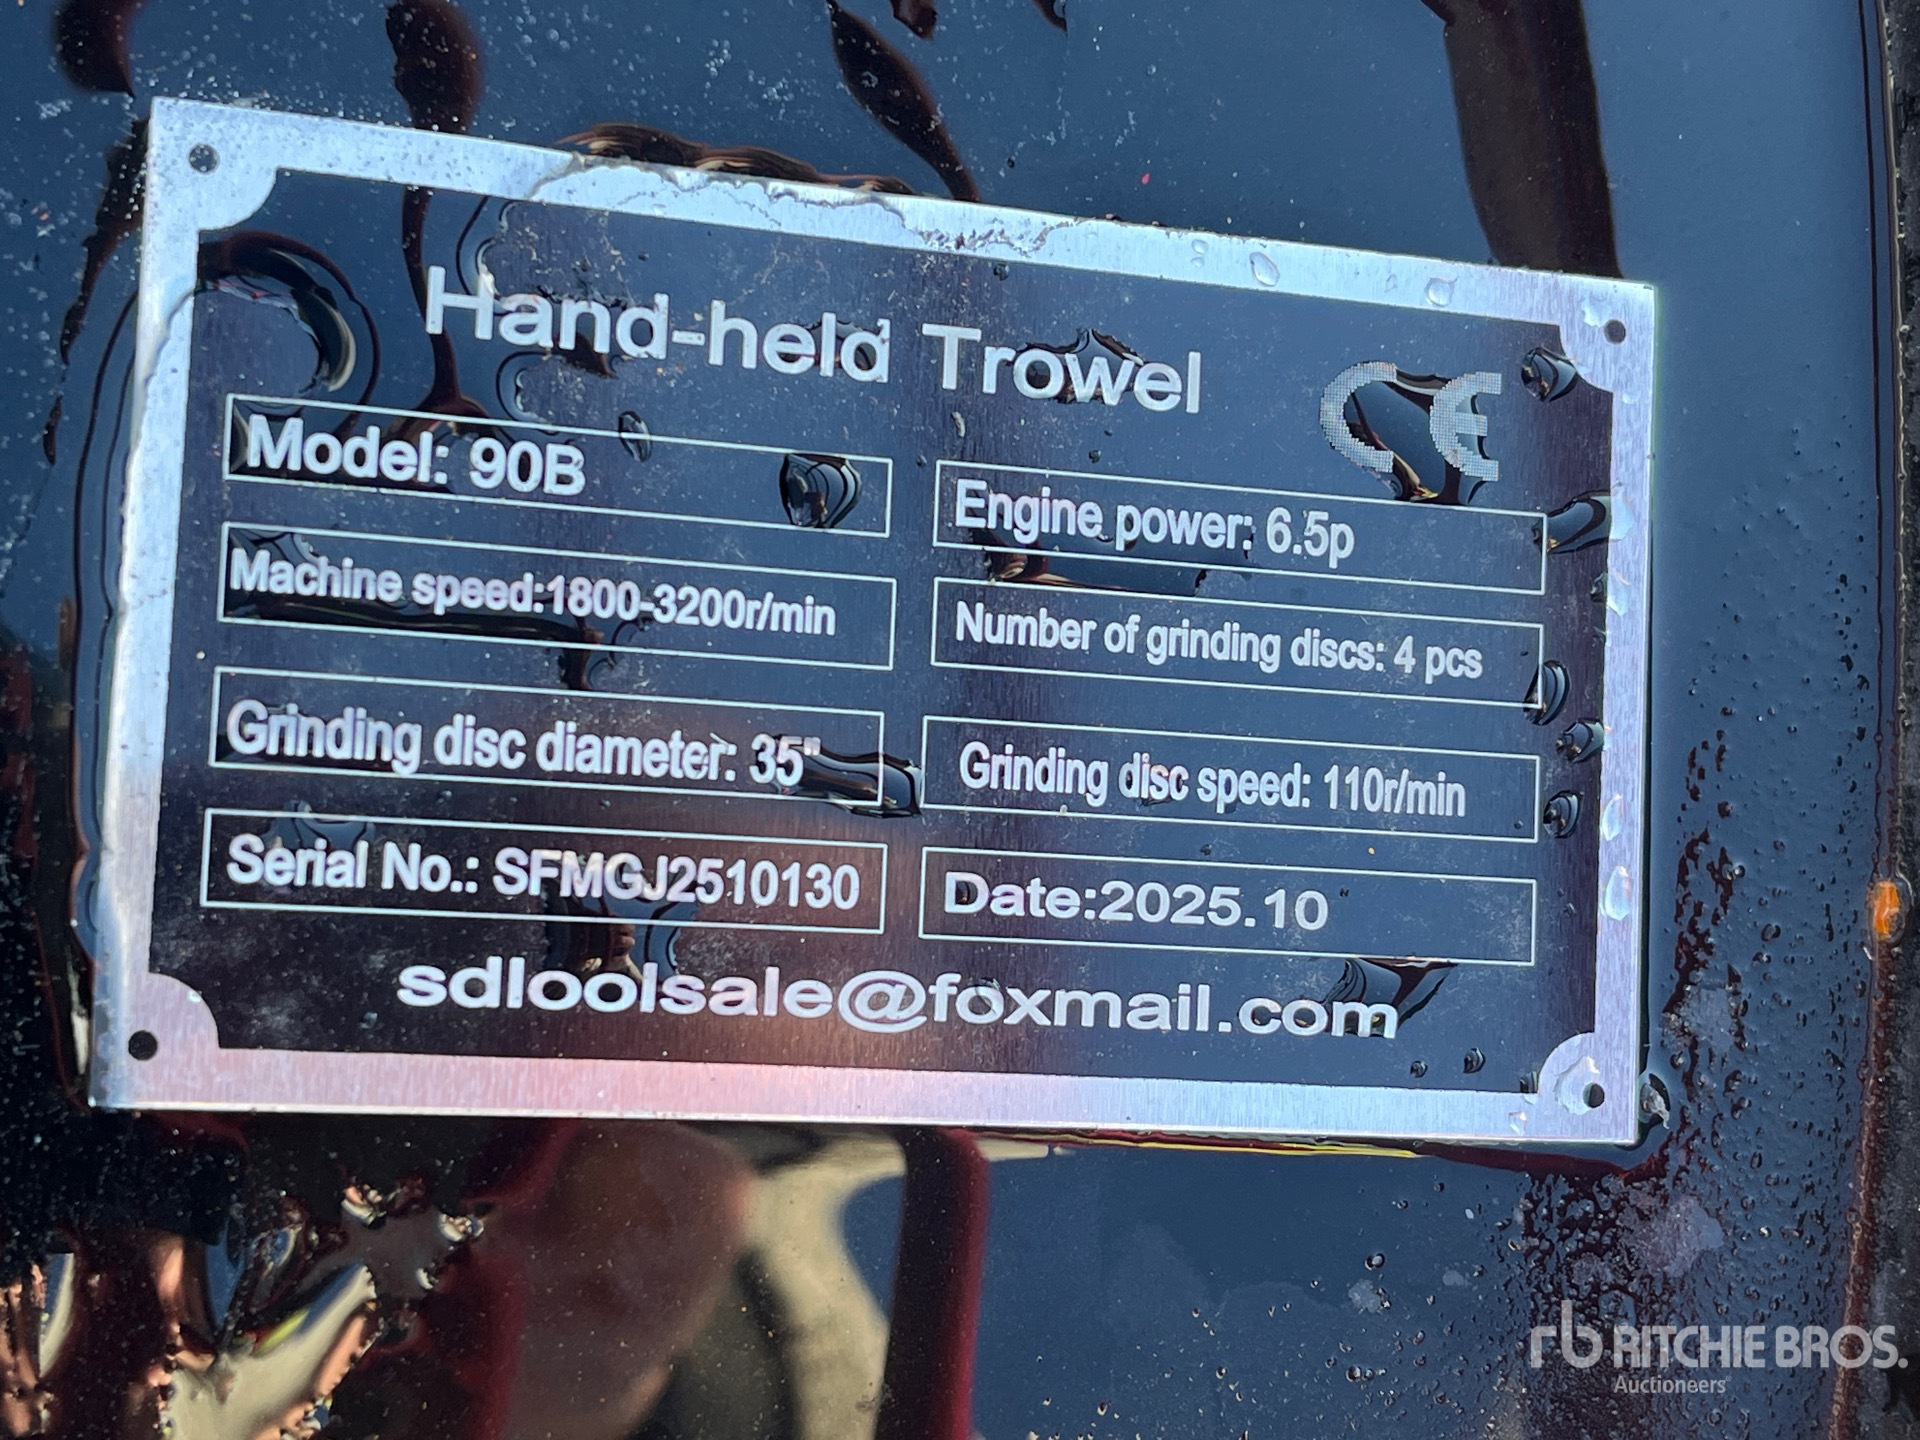 Hand-held Trowel
CE
Model: 90B
Engine power: 6.5p
Machine speed:1800-3200r/min
Number of grinding discs: 4 pcs
Grinding disc diameter: 35"
Grinding disc speed: 110r/min
Serial No.: SFMGJ2510130
Date:2025.10
sdloolsale@foxmail.com
rb RITCHIE BROS.
Auctioneers